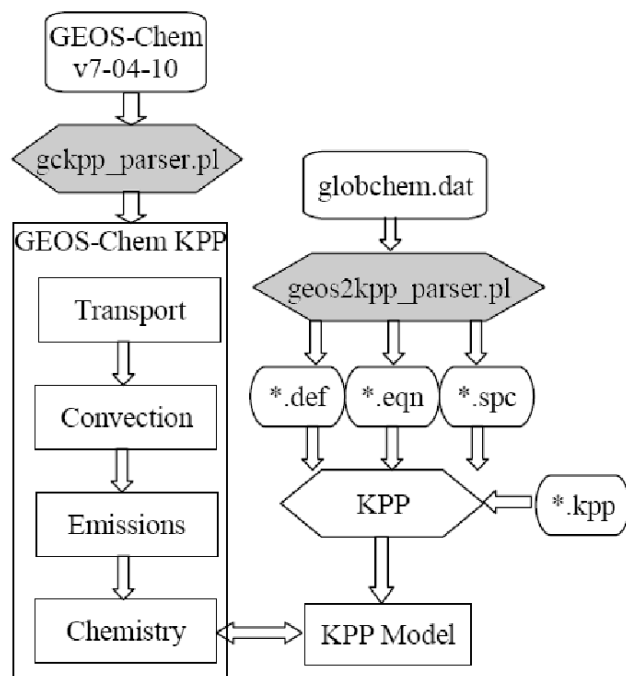 GEOS-Chem
v7-04-10
gckpp_parser.pl
GEOS-Chem KPP
Transport
Convection
Emissions
Chemistry
globchem.dat
geos2kpp_parser.pl
*.def
*.eqn
*.spc
KPP
*.kpp
KPP Model